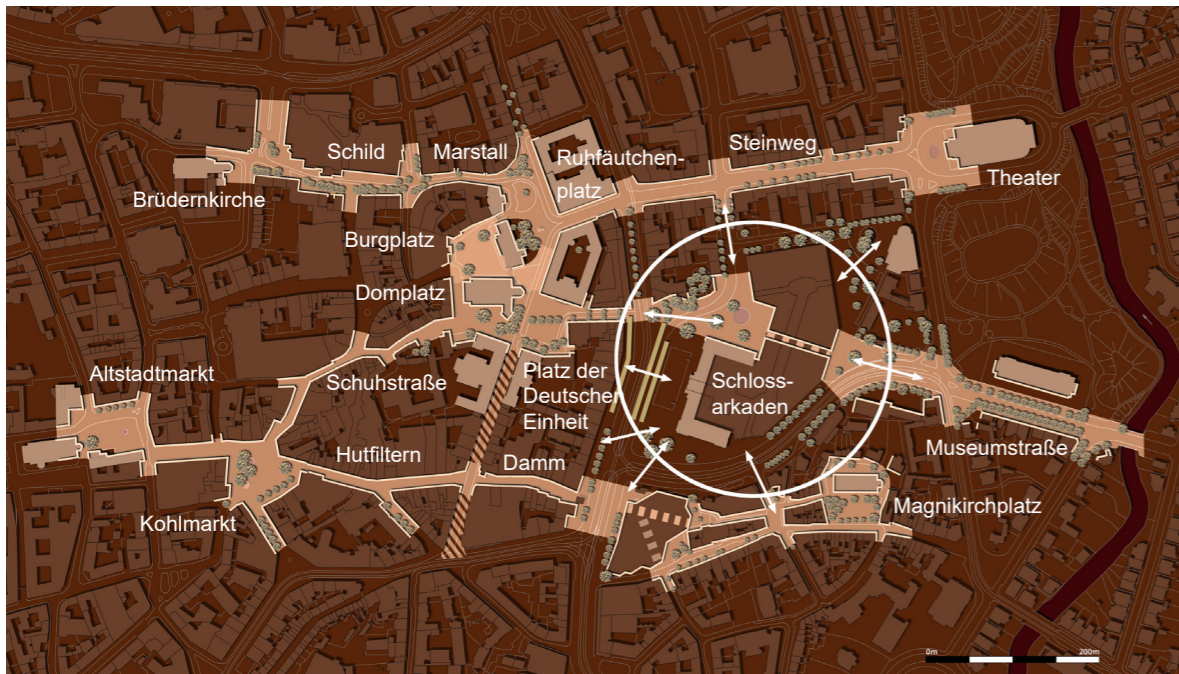 Steinweg
Schild
Marstall
Ruhfäutchen-
platz
Theater
Brüdernkirche
Burgplatz
Domplatz
Altstadtmarkt
Schuhstraße
Platz der
Deutschen
Einheit
Schloss-
arkaden
Hutfiltern
Damm
Museumstraße
Magnikirchplatz
Kohlmarkt
0m 200m